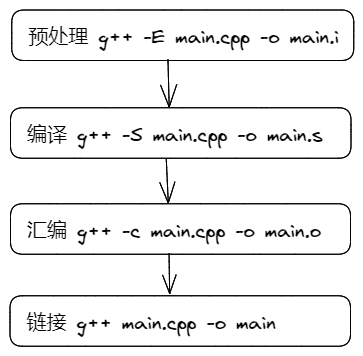 预处理 g++ -E main.cpp -o main.i
编译 g++ -S main.cpp -o main.s
汇编 g++ -c main.cpp -o main.o
链接 g++ main.cpp -o main